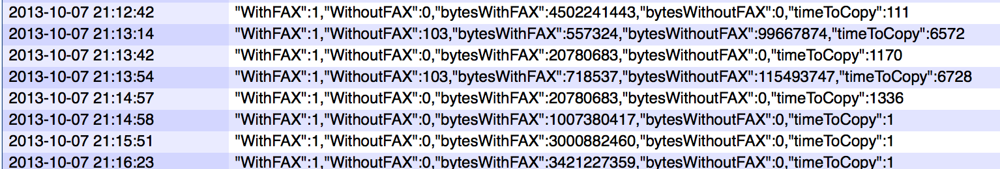 2013-10-07 21:12:42 "WithFAX":1,"WithoutFAX":0,"bytesWithFAX":4502241443,"bytesWithoutFAX":0,"timeToCopy":111
2013-10-07 21:13:14 "WithFAX":1,"WithoutFAX":103,"bytesWithFAX":557324,"bytesWithoutFAX":99667874,"timeToCopy":6572
2013-10-07 21:13:42 "WithFAX":1,"WithoutFAX":0,"bytesWithFAX":20780683,"bytesWithoutFAX":0,"timeToCopy":1170
2013-10-07 21:13:54 "WithFAX":1,"WithoutFAX":103,"bytesWithFAX":718537,"bytesWithoutFAX":115493747,"timeToCopy":6728
2013-10-07 21:14:57 "WithFAX":1,"WithoutFAX":0,"bytesWithFAX":20780683,"bytesWithoutFAX":0,"timeToCopy":1336
2013-10-07 21:14:58 "WithFAX":1,"WithoutFAX":0,"bytesWithFAX":1007380417,"bytesWithoutFAX":0,"timeToCopy":1
2013-10-07 21:15:51 "WithFAX":1,"WithoutFAX":0,"bytesWithFAX":3000882460,"bytesWithoutFAX":0,"timeToCopy":1
2013-10-07 21:16:23 "WithFAX":1,"WithoutFAX":0,"bytesWithFAX":3421227359,"bytesWithoutFAX":0,"timeToCopy":1